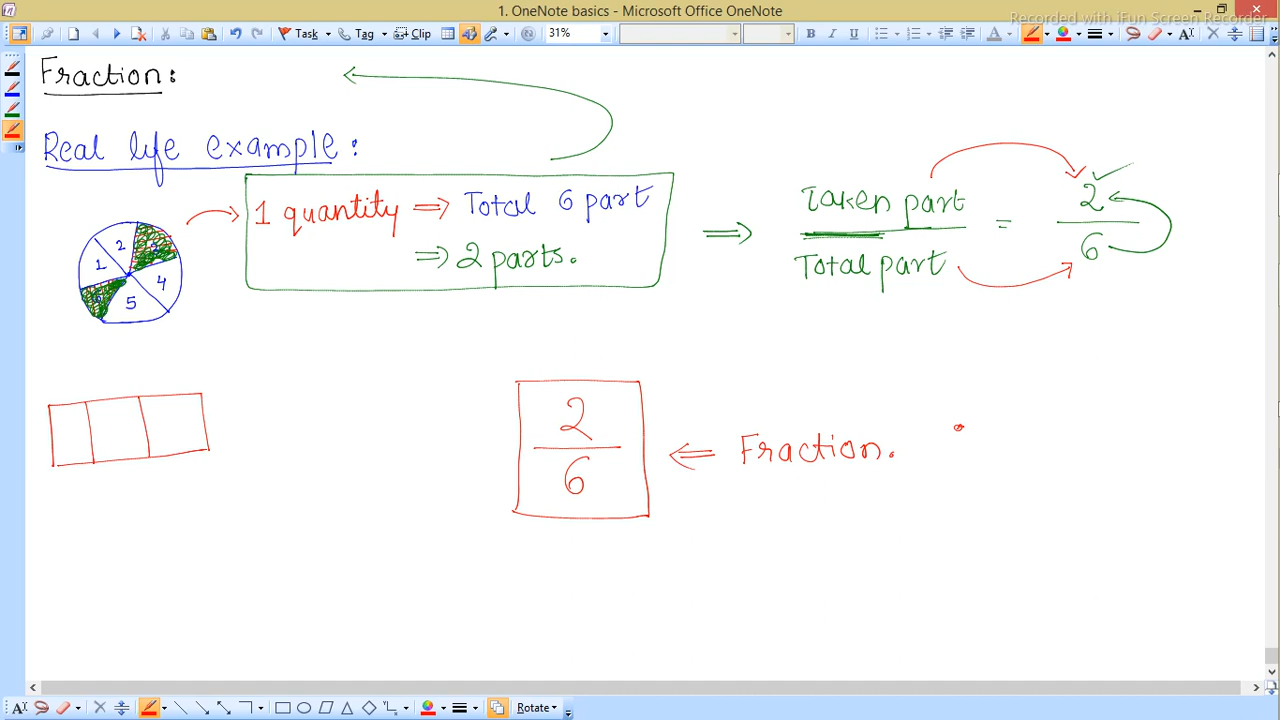 1. OneNote basics - Microsoft Office OneNote
Recorded with iFun Screen Recorder
Task Tag Clip 31% B I U
Fraction:
Real life example:
1 quantity ⇒ Total 6 part
⇒ 2 parts.
⇒ Taken part = 2
Total part 6
1 2 4 5
2
6
⇐ Fraction.
Rotate